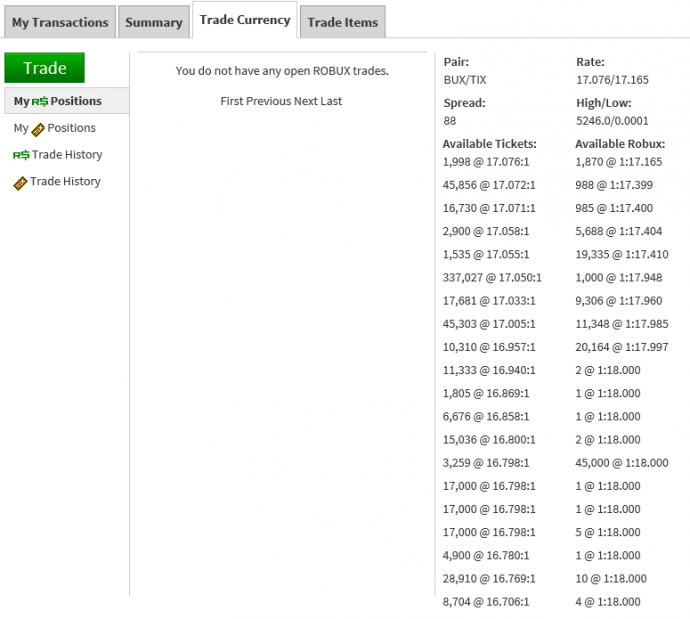 My Transactions
Summary
Trade Currency
Trade Items
Trade
My R$ Positions
My Positions
R$ Trade History
Trade History
You do not have any open ROBUX trades.
First Previous Next Last
Pair: Rate:
BUX/TIX 17.076/17.165
Spread: High/Low:
88 5246.0/0.0001
Available Tickets: Available Robux:
1,998 @ 17.076:1 1,870 @ 1:17.165
45,856 @ 17.072:1 988 @ 1:17.399
16,730 @ 17.071:1 985 @ 1:17.400
2,900 @ 17.058:1 5,688 @ 1:17.404
1,535 @ 17.055:1 19,335 @ 1:17.410
337,027 @ 17.050:1 1,000 @ 1:17.948
17,681 @ 17.033:1 9,306 @ 1:17.960
45,303 @ 17.005:1 11,348 @ 1:17.985
10,310 @ 16.957:1 20,164 @ 1:17.997
11,333 @ 16.940:1 2 @ 1:18.000
1,805 @ 16.869:1 1 @ 1:18.000
6,676 @ 16.858:1 1 @ 1:18.000
15,036 @ 16.800:1 2 @ 1:18.000
3,259 @ 16.798:1 45,000 @ 1:18.000
17,000 @ 16.798:1 1 @ 1:18.000
17,000 @ 16.798:1 1 @ 1:18.000
17,000 @ 16.798:1 5 @ 1:18.000
4,900 @ 16.780:1 1 @ 1:18.000
28,910 @ 16.769:1 10 @ 1:18.000
8,704 @ 16.706:1 4 @ 1:18.000